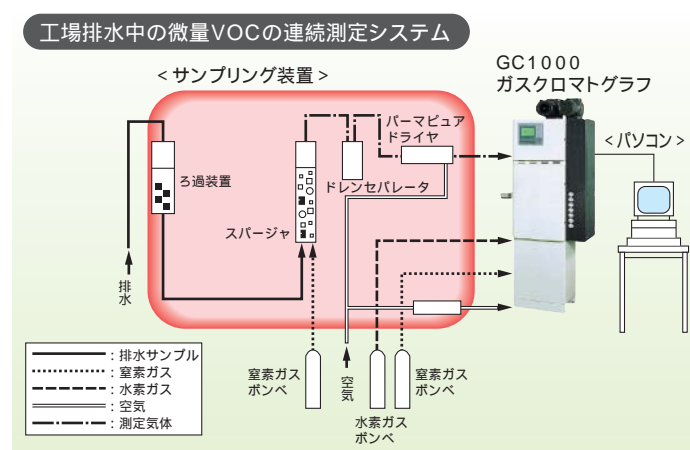 工場排水中の微量VOCの連続測定システム
<サンプリング装置>
GC1000
ガスクロマトグラフ
パーマピュア
ドライヤ
<パソコン>
ろ過装置
ドレンセパレータ
スパージャ
排水
窒素ガス
ボンベ
空気
窒素ガス
ボンベ
水素ガス
ボンベ
:排水サンプル
:窒素ガス
:水素ガス
:空気
:測定気体